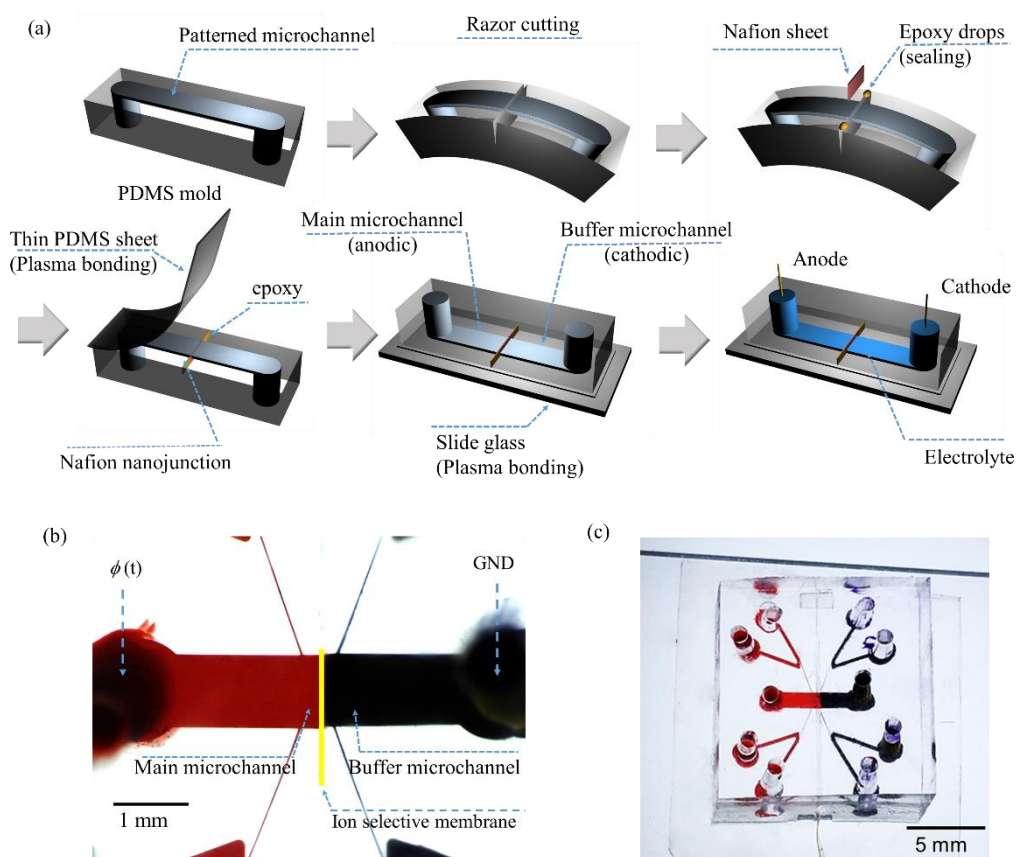 (a)
Patterned microchannel
Razor cutting
Nafion sheet
Epoxy drops
(sealing)
PDMS mold
Thin PDMS sheet
(Plasma bonding)
epoxy
Nafion nanojunction
Main microchannel
(anodic)
Buffer microchannel
(cathodic)
Slide glass
(Plasma bonding)
Anode
Cathode
Electrolyte
(b)
ϕ(t)
GND
Main microchannel
Buffer microchannel
Ion selective membrane
1 mm
(c)
5 mm